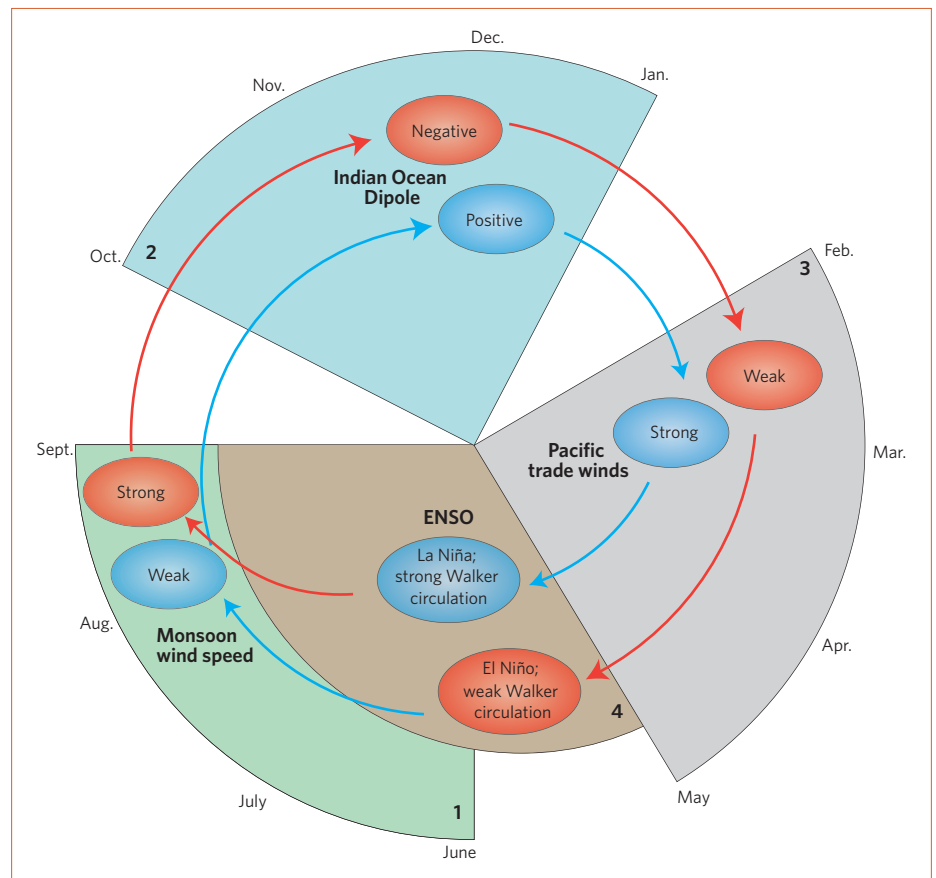 Dec.
Nov.
Jan.
Negative
Indian Ocean
Dipole
Positive
2
Oct.
3
Feb.
Weak
Strong
Pacific
trade winds
Mar.
Sept.
Strong
ENSO
La Niña;
strong Walker
circulation
Weak
Aug.
Monsoon
wind speed
El Niño;
weak Walker
circulation
4
Apr.
July
1
May
June